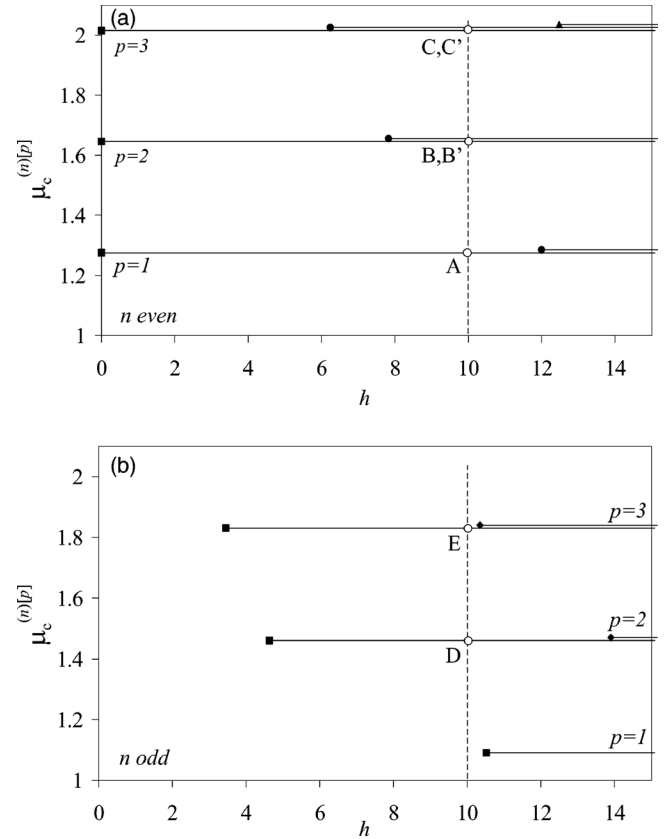 (a)
2
p=3
C,C’
1.8
1.6
p=2
B,B’
μc(n)[p]
1.4
1.2
p=1
A
1
n even
0 2 4 6 8 10 12 14
h
(b)
2
p=3
1.8
E
1.6
p=2
μc(n)[p]
1.4
D
1.2
p=1
1
n odd
0 2 4 6 8 10 12 14
h